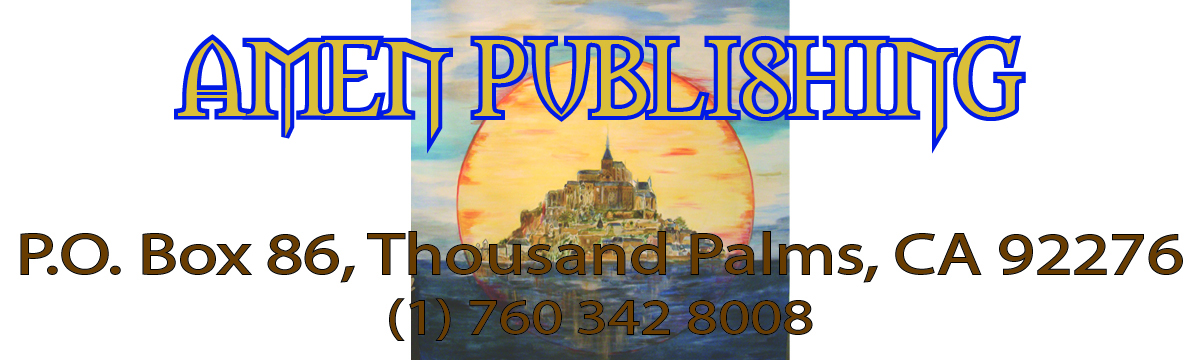 AMEN PUBLISHING
P.O. Box 86, Thousand Palms, CA 92276
(1) 760 342 8008